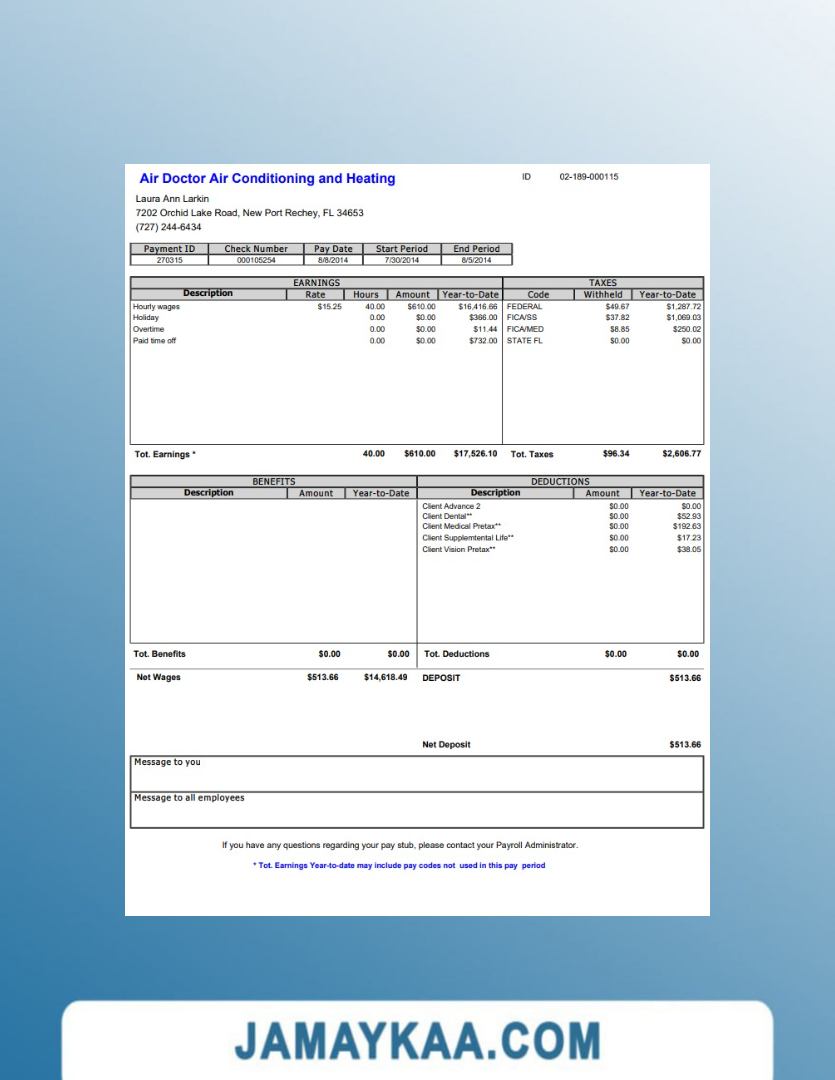 Air Doctor Air Conditioning and Heating ID 02-189-000115
Laura Ann Larkin
7202 Orchid Lake Road, New Port Rechey, FL 34653
(727) 244-6434
Payment ID Check Number Pay Date Start Period End Period
270315 000105254 8/8/2014 7/30/2014 8/5/2014
EARNINGS TAXES
Description Rate Hours Amount Year-to-Date Code Withheld Year-to-Date
Hourly wages $15.25 40.00 $610.00 $16,416.66 FEDERAL $49.67 $1,287.72
Holiday 0.00 $0.00 $366.00 FICA/SS $37.82 $1,069.03
Overtime 0.00 $0.00 $11.44 FICA/MED $8.85 $250.02
Paid time off 0.00 $0.00 $732.00 STATE FL $0.00 $0.00
Tot. Earnings * 40.00 $610.00 $17,526.10 Tot. Taxes $96.34 $2,606.77
BENEFITS DEDUCTIONS
Description Amount Year-to-Date Description Amount Year-to-Date
Client Advance 2 $0.00 $0.00
Client Dental** $0.00 $52.93
Client Medical Pretax** $0.00 $192.63
Client Supplemtental Life** $0.00 $17.23
Client Vision Pretax** $0.00 $38.05
Tot. Benefits $0.00 $0.00 Tot. Deductions $0.00 $0.00
Net Wages $513.66 $14,618.49 DEPOSIT $513.66
Net Deposit $513.66
Message to you
Message to all employees
If you have any questions regarding your pay stub, please contact your Payroll Administrator.
* Tot. Earnings Year-to-date may include pay codes not used in this pay period
JAMAYKAA.COM